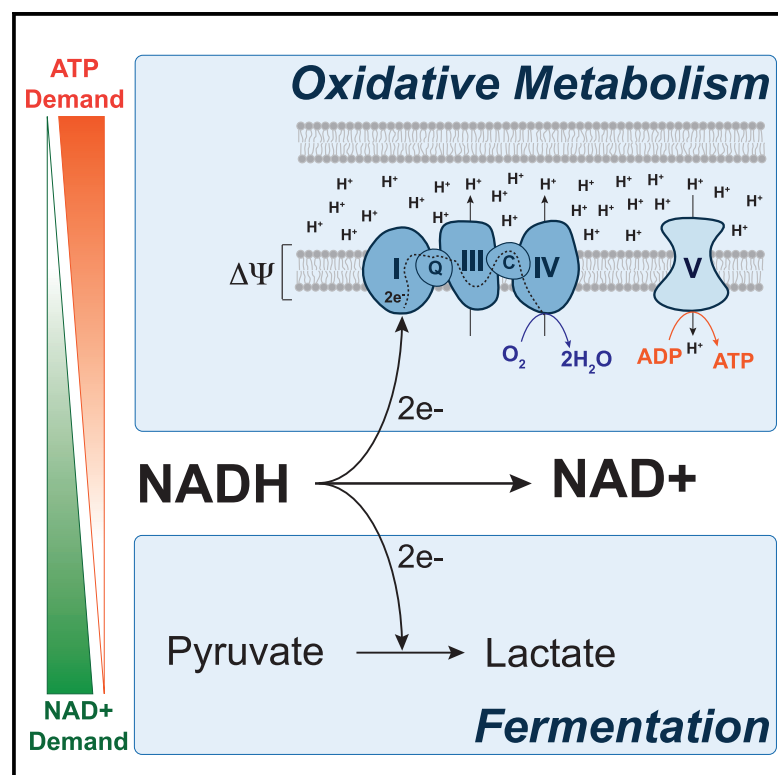 ATP
Demand
Oxidative Metabolism
H⁺ H⁺ H⁺ H⁺ H⁺ H⁺ H⁺ H⁺ H⁺ H⁺
H⁺ H⁺ H⁺ H⁺ H⁺ H⁺ H⁺ H⁺
H⁺ H⁺ H⁺ H⁺ H⁺
ΔΨ
I Q III C IV V
2e-
O₂ 2H₂O
ADP H⁺ ATP
2e-
NADH NAD+
2e-
Pyruvate Lactate
NAD+
Demand
Fermentation